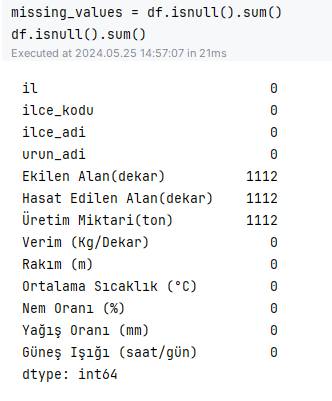 missing_values = df.isnull().sum()
df.isnull().sum()
Executed at 2024.05.25 14:57:07 in 21ms
il 0
ilce_kodu 0
ilce_adi 0
urun_adi 0
Ekilen Alan(dekar) 1112
Hasat Edilen Alan(dekar) 1112
Üretim Miktari(ton) 1112
Verim (Kg/Dekar) 0
Rakım (m) 0
Ortalama Sıcaklık (°C) 0
Nem Oranı (%) 0
Yağış Oranı (mm) 0
Güneş Işığı (saat/gün) 0
dtype: int64